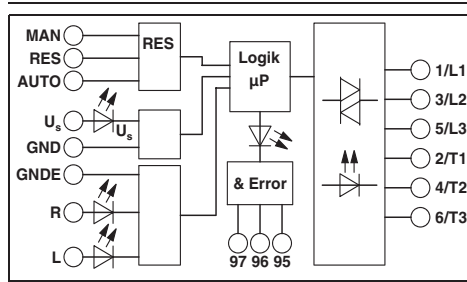 MAN
RES
AUTO
RES
Logik
µP
1/L1
3/L2
5/L3
2/T1
4/T2
6/T3
Us
Us
GND
GNDE
R
L
& Error
97 96 95